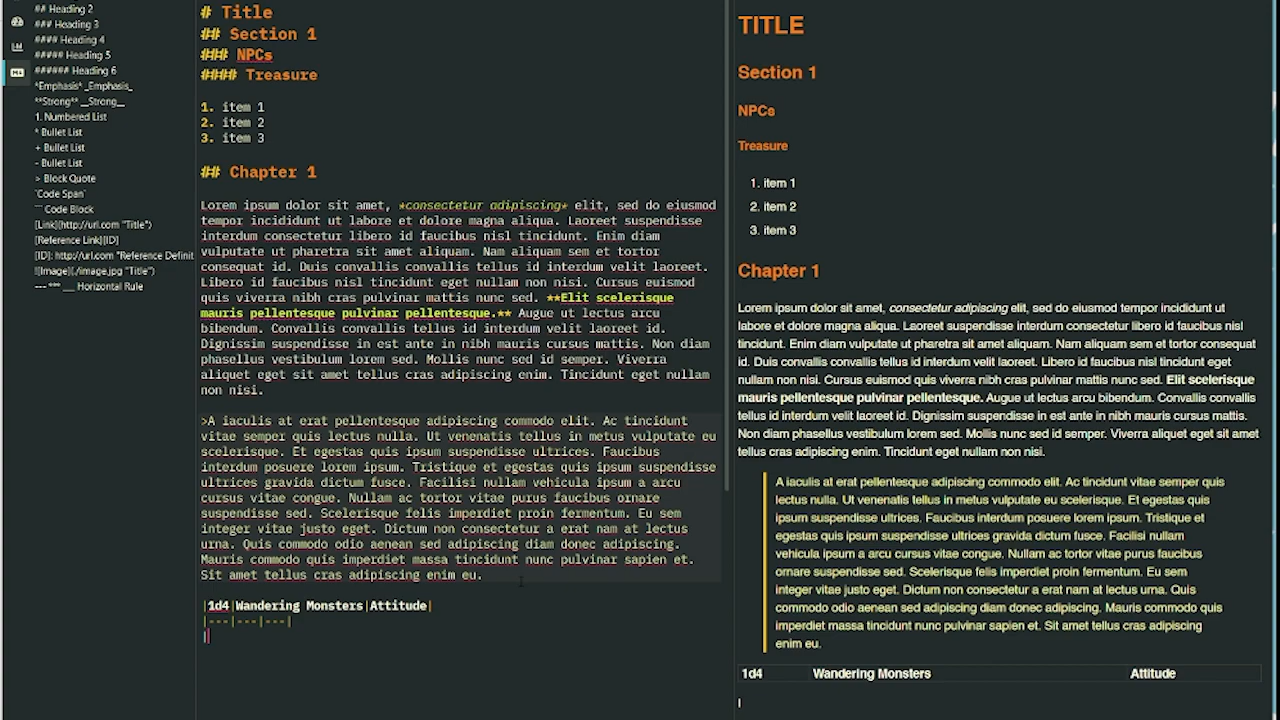 ## Heading 2
### Heading 3
#### Heading 4
##### Heading 5
###### Heading 6
*Emphasis* _Emphasis_
**Strong** __Strong__
1. Numbered List
* Bullet List
+ Bullet List
- Bullet List
> Block Quote
`Code Span`
``` Code Block
[Link](http://url.com "Title")
[Reference Link][ID]
[ID]: http://url.com "Reference Definit
![Image](./image.jpg "Title")
--- *** ___ Horizontal Rule
# Title
## Section 1
### NPCs
#### Treasure
1. item 1
2. item 2
3. item 3
## Chapter 1
Lorem ipsum dolor sit amet, *consectetur adipiscing* elit, sed do eiusmod
tempor incididunt ut labore et dolore magna aliqua. Laoreet suspendisse
interdum consectetur libero id faucibus nisl tincidunt. Enim diam
vulputate ut pharetra sit amet aliquam. Nam aliquam sem et tortor
consequat id. Duis convallis convallis tellus id interdum velit laoreet.
Libero id faucibus nisl tincidunt eget nullam non nisi. Cursus euismod
quis viverra nibh cras pulvinar mattis nunc sed. **Elit scelerisque
mauris pellentesque pulvinar pellentesque.** Augue ut lectus arcu
bibendum. Convallis convallis tellus id interdum velit laoreet id.
Dignissim suspendisse in est ante in nibh mauris cursus mattis. Non diam
phasellus vestibulum lorem sed. Mollis nunc sed id semper. Viverra
aliquet eget sit amet tellus cras adipiscing enim. Tincidunt eget nullam
non nisi.
>A iaculis at erat pellentesque adipiscing commodo elit. Ac tincidunt
vitae semper quis lectus nulla. Ut venenatis tellus in metus vulputate eu
scelerisque. Et egestas quis ipsum suspendisse ultrices. Faucibus
interdum posuere lorem ipsum. Tristique et egestas quis ipsum suspendisse
ultrices gravida dictum fusce. Facilisi nullam vehicula ipsum a arcu
cursus vitae congue. Nullam ac tortor vitae purus faucibus ornare
suspendisse sed. Scelerisque felis imperdiet proin fermentum. Eu sem
integer vitae justo eget. Dictum non consectetur a erat nam at lectus
urna. Quis commodo odio aenean sed adipiscing diam donec adipiscing.
Mauris commodo quis imperdiet massa tincidunt nunc pulvinar sapien et.
Sit amet tellus cras adipiscing enim eu.
|1d4|Wandering Monsters|Attitude|
|---|---|---|
|
TITLE
Section 1
NPCs
Treasure
1. item 1
2. item 2
3. item 3
Chapter 1
Lorem ipsum dolor sit amet, consectetur adipiscing elit, sed do eiusmod tempor incididunt ut
labore et dolore magna aliqua. Laoreet suspendisse interdum consectetur libero id faucibus nisl
tincidunt. Enim diam vulputate ut pharetra sit amet aliquam. Nam aliquam sem et tortor consequat
id. Duis convallis convallis tellus id interdum velit laoreet. Libero id faucibus nisl tincidunt eget
nullam non nisi. Cursus euismod quis viverra nibh cras pulvinar mattis nunc sed. Elit scelerisque
mauris pellentesque pulvinar pellentesque. Augue ut lectus arcu bibendum. Convallis convallis
tellus id interdum velit laoreet id. Dignissim suspendisse in est ante in nibh mauris cursus mattis.
Non diam phasellus vestibulum lorem sed. Mollis nunc sed id semper. Viverra aliquet eget sit amet
tellus cras adipiscing enim. Tincidunt eget nullam non nisi.
A iaculis at erat pellentesque adipiscing commodo elit. Ac tincidunt vitae semper quis
lectus nulla. Ut venenatis tellus in metus vulputate eu scelerisque. Et egestas quis
ipsum suspendisse ultrices. Faucibus interdum posuere lorem ipsum. Tristique et
egestas quis ipsum suspendisse ultrices gravida dictum fusce. Facilisi nullam
vehicula ipsum a arcu cursus vitae congue. Nullam ac tortor vitae purus faucibus
ornare suspendisse sed. Scelerisque felis imperdiet proin fermentum. Eu sem
integer vitae justo eget. Dictum non consectetur a erat nam at lectus urna. Quis
commodo odio aenean sed adipiscing diam donec adipiscing. Mauris commodo quis
imperdiet massa tincidunt nunc pulvinar sapien et. Sit amet tellus cras adipiscing
enim eu.
1d4 Wandering Monsters Attitude
|